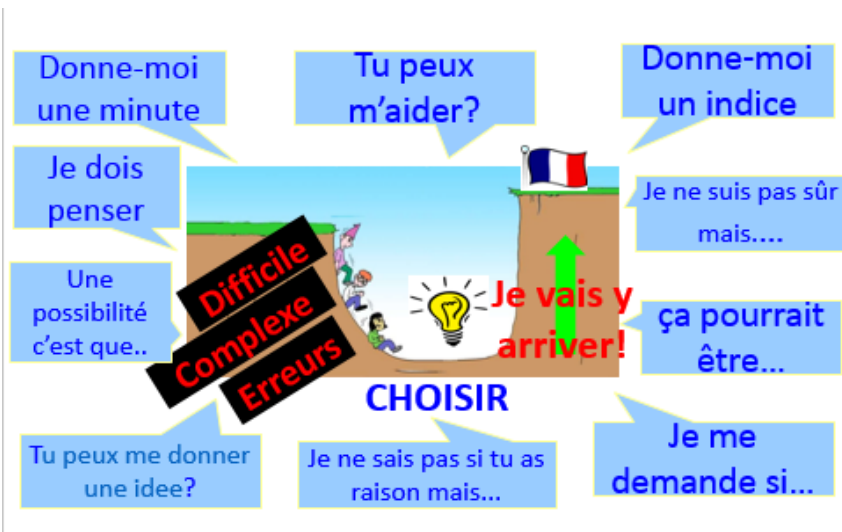 Donne-moi
une minute
Tu peux
m'aider?
Donne-moi
un indice
Je dois
penser
Je ne suis pas sûr
mais....
Une
possibilité
c'est que..
Difficile
Complexe
Erreurs
Je vais y
arriver!
ça pourrait
être...
CHOISIR
Tu peux me donner
une idee?
Je ne sais pas si tu as
raison mais...
Je me
demande si...